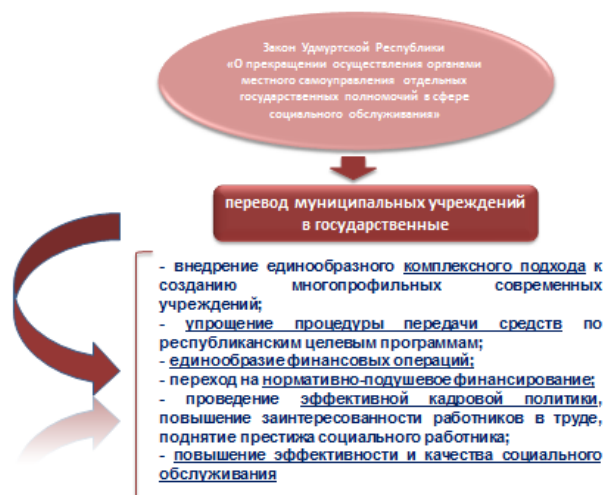 Закон Удмуртской Республики
«О прекращении осуществления органами
местного самоуправления отдельных
государственных полномочий в сфере
социального обслуживания»
перевод муниципальных учреждений
в государственные
- внедрение единообразного комплексного подхода к
созданию многопрофильных современных
учреждений;
- упрощение процедуры передачи средств по
республиканским целевым программам;
- единообразие финансовых операций;
- переход на нормативно-подушевое финансирование;
- проведение эффективной кадровой политики,
повышение заинтересованности работников в труде,
поднятие престижа социального работника;
- повышение эффективности и качества социального
обслуживания